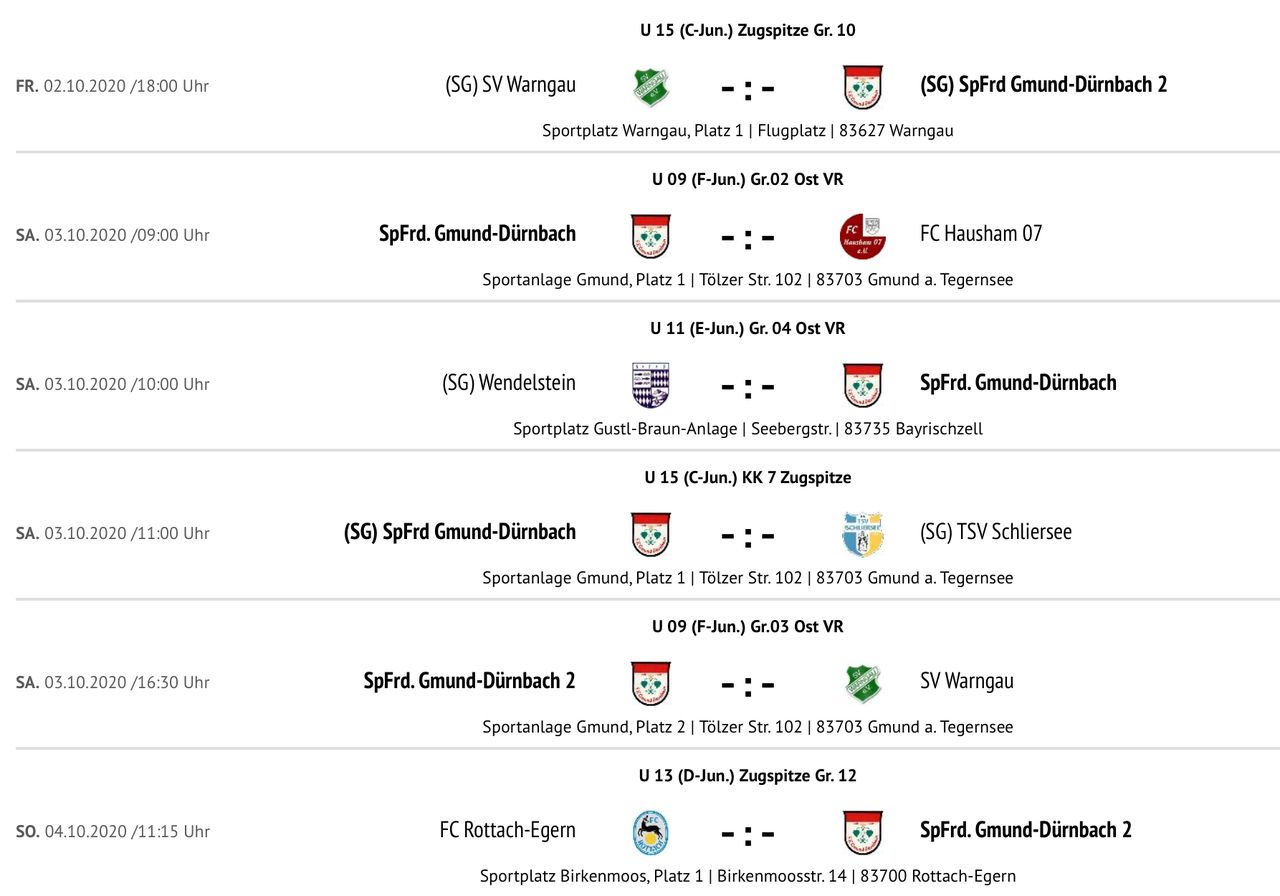 U 15 (C-Jun.) Zugspitze Gr. 10
FR. 02.10.2020 /18:00 Uhr (SG) SV Warngau - : - (SG) SpFrd Gmund-Dürnbach 2
Sportplatz Warngau, Platz 1 | Flugplatz | 83627 Warngau
U 09 (F-Jun.) Gr.02 Ost VR
SA. 03.10.2020 /09:00 Uhr SpFrd. Gmund-Dürnbach - : - FC Hausham 07
Sportanlage Gmund, Platz 1 | Tölzer Str. 102 | 83703 Gmund a. Tegernsee
U 11 (E-Jun.) Gr. 04 Ost VR
SA. 03.10.2020 /10:00 Uhr (SG) Wendelstein - : - SpFrd. Gmund-Dürnbach
Sportplatz Gustl-Braun-Anlage | Seebergstr. | 83735 Bayrischzell
U 15 (C-Jun.) KK 7 Zugspitze
SA. 03.10.2020 /11:00 Uhr (SG) SpFrd Gmund-Dürnbach - : - (SG) TSV Schliersee
Sportanlage Gmund, Platz 1 | Tölzer Str. 102 | 83703 Gmund a. Tegernsee
U 09 (F-Jun.) Gr.03 Ost VR
SA. 03.10.2020 /16:30 Uhr SpFrd. Gmund-Dürnbach 2 - : - SV Warngau
Sportanlage Gmund, Platz 2 | Tölzer Str. 102 | 83703 Gmund a. Tegernsee
U 13 (D-Jun.) Zugspitze Gr. 12
SO. 04.10.2020 /11:15 Uhr FC Rottach-Egern - : - SpFrd. Gmund-Dürnbach 2
Sportplatz Birkenmoos, Platz 1 | Birkenmoosstr. 14 | 83700 Rottach-Egern